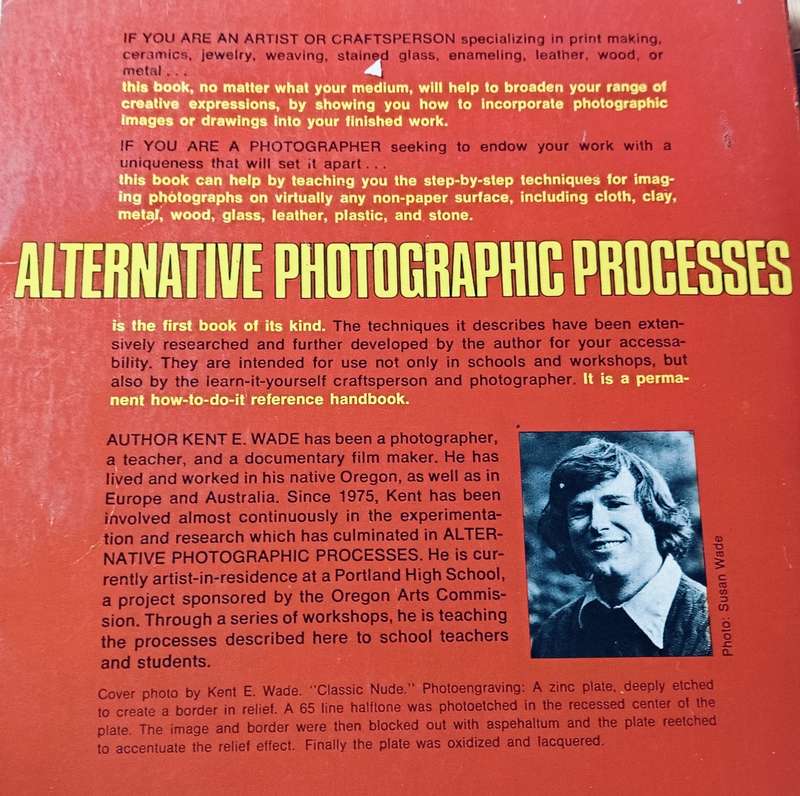 IF YOU ARE AN ARTIST OR CRAFTSPERSON specializing in print making,
ceramics, jewelry, weaving, stained glass, enameling, leather, wood, or
metal . . .
this book, no matter what your medium, will help to broaden your range of
creative expressions, by showing you how to incorporate photographic
images or drawings into your finished work.
IF YOU ARE A PHOTOGRAPHER seeking to endow your work with a
uniqueness that will set it apart . . .
this book can help by teaching you the step-by-step techniques for imag-
ing photographs on virtually any non-paper surface, including cloth, clay,
metal, wood, glass, leather, plastic, and stone.
ALTERNATIVE PHOTOGRAPHIC PROCESSES
is the first book of its kind. The techniques it describes have been exten-
sively researched and further developed by the author for your accessa-
bility. They are intended for use not only in schools and workshops, but
also by the learn-it-yourself craftsperson and photographer. It is a perma-
nent how-to-do-it reference handbook.
AUTHOR KENT E. WADE has been a photographer,
a teacher, and a documentary film maker. He has
lived and worked in his native Oregon, as well as in
Europe and Australia. Since 1975, Kent has been
involved almost continuously in the experimenta-
tion and research which has culminated in ALTER-
NATIVE PHOTOGRAPHIC PROCESSES. He is cur-
rently artist-in-residence at a Portland High School,
a project sponsored by the Oregon Arts Commis-
sion. Through a series of workshops, he is teaching
the processes described here to school teachers
and students.
Photo: Susan Wade
Cover photo by Kent E. Wade. "Classic Nude." Photoengraving: A zinc plate, deeply etched
to create a border in relief. A 65 line halftone was photoetched in the recessed center of the
plate. The image and border were then blocked out with aspehaltum and the plate reetched
to accentuate the relief effect. Finally the plate was oxidized and lacquered.